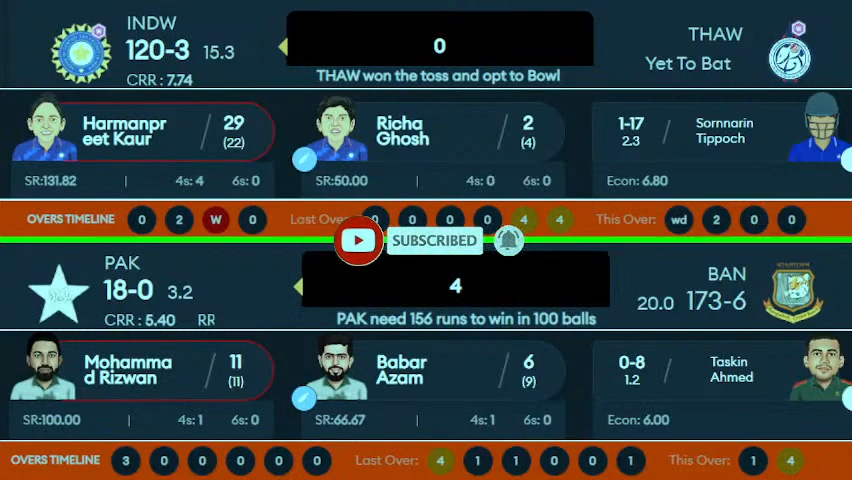 INDW
120-3 15.3
CRR : 7.74
0
THAW won the toss and opt to Bowl
THAW
Yet To Bat
Harmanpr
eet Kaur
29
(22)
SR:131.82 | 4s: 4 6s: 0
Richa
Ghosh
2
(4)
SR:50.00 4s: 0 6s: 0
1-17
2.3
Sornnarin
Tippoch
Econ: 6.80
OVERS TIMELINE 0 2 W 0 Last Over: 0 0 0 0 4 4 This Over: wd 2 0 0
SUBSCRIBED
PAK
18-0 3.2
CRR : 5.40 RR
4
PAK need 156 runs to win in 100 balls
BAN
20.0 173-6
Mohamma
d Rizwan
11
(11)
SR:100.00 | 4s: 1 6s: 0
Babar
Azam
6
(9)
SR:66.67 4s: 1 6s: 0
0-8
1.2
Taskin
Ahmed
Econ: 6.00
OVERS TIMELINE 3 0 0 0 0 0 Last Over: 4 1 1 0 0 1 This Over: 1 4